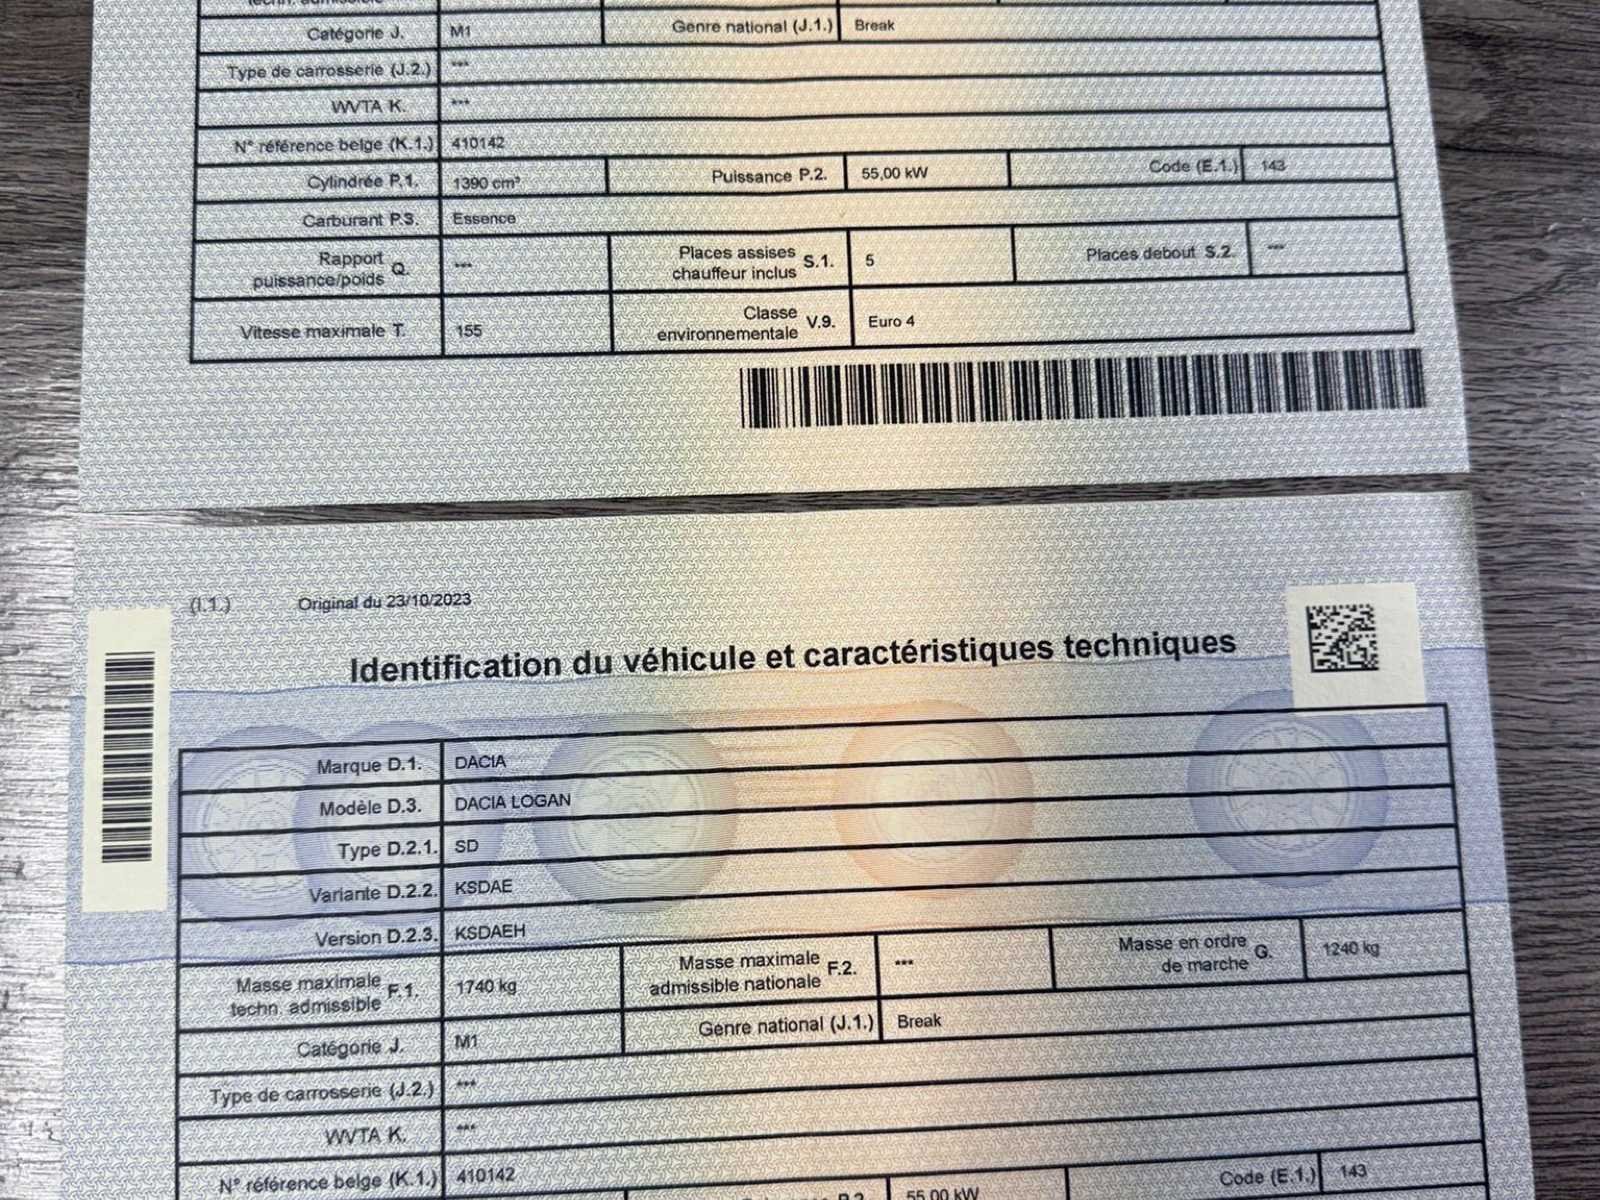 techn. admissible
Catégorie J. M1 Genre national (J.1.) Break
Type de carrosserie (J.2.) ***
WVTA K. ***
N° référence belge (K.1.) 410142
Cylindrée P.1. 1390 cm³ Puissance P.2. 55,00 kW Code (E.1.) 143
Carburant P.3. Essence
Rapport puissance/poids Q. *** Places assises chauffeur inclus S.1. 5 Places debout S.2. ***
Vitesse maximale T. 155 Classe environnementale V.9. Euro 4
(I.1.) Original du 23/10/2023
Identification du véhicule et caractéristiques techniques
Marque D.1. DACIA
Modèle D.3. DACIA LOGAN
Type D.2.1. SD
Variante D.2.2. KSDAE
Version D.2.3. KSDAEH
Masse maximale techn. admissible F.1. 1740 kg Masse maximale admissible nationale F.2. *** Masse en ordre de marche G. 1240 kg
Catégorie J. M1 Genre national (J.1.) Break
Type de carrosserie (J.2.) ***
WVTA K. ***
N° référence belge (K.1.) 410142
P.2. 55,00 kW Code (E.1.) 143